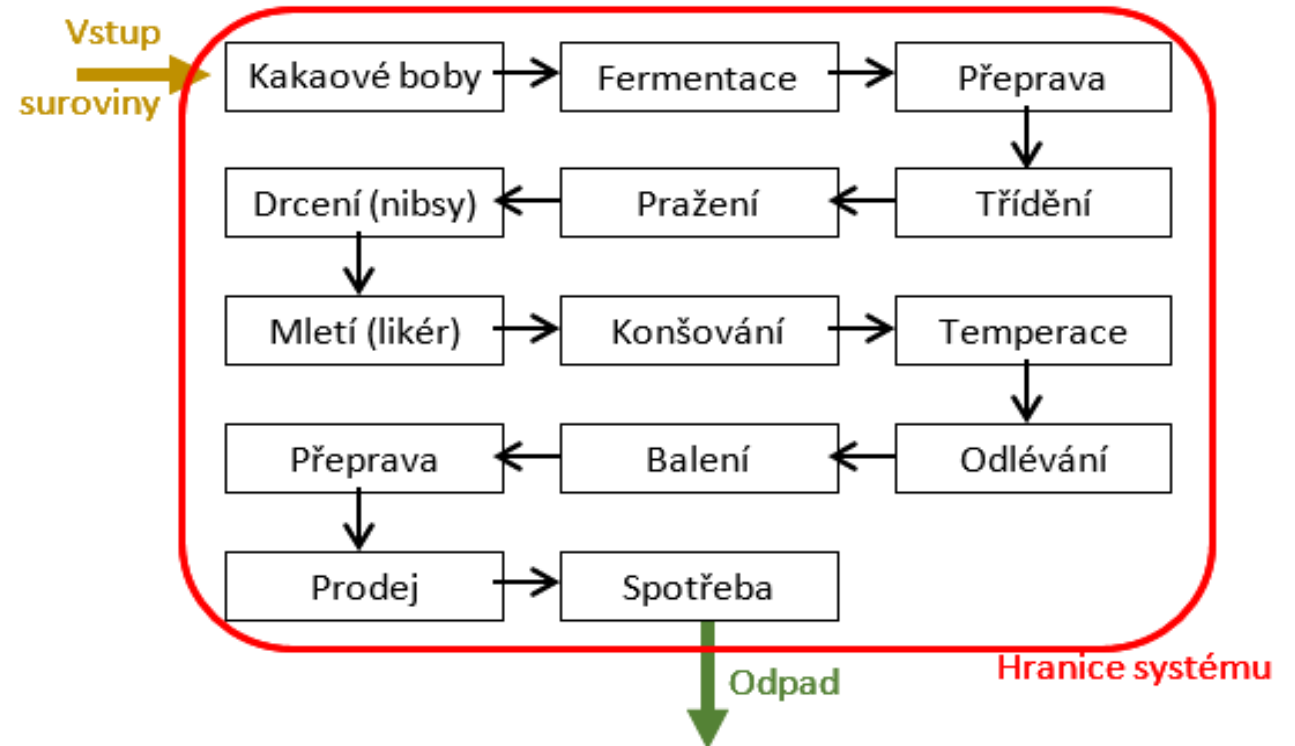 Vstup
suroviny
Kakaové boby
Fermentace
Přeprava
Drcení (nibsy)
Pražení
Třídění
Mletí (likér)
Konšování
Temperace
Přeprava
Balení
Odlévání
Prodej
Spotřeba
Hranice systému
Odpad